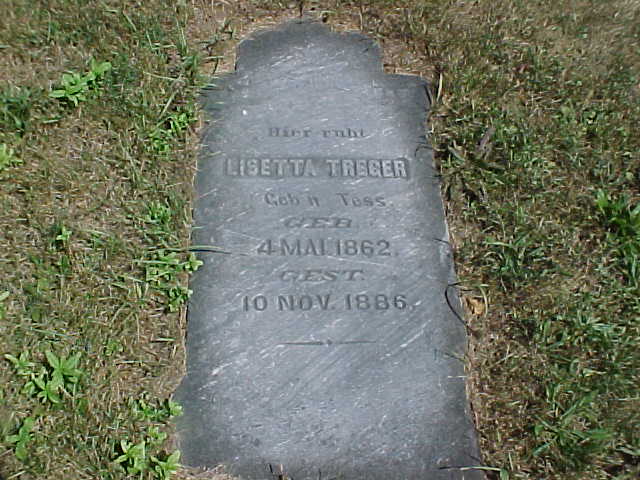 Hier ruht
LISETTA TREGER
Geb'n Tess.
GEB.
4 MAI 1862.
GEST.
10 NOV. 1886.